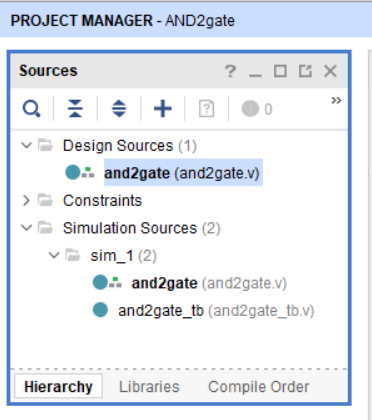 PROJECT MANAGER - AND2gate
Sources
? _
0 »
Design Sources (1)
and2gate (and2gate.v)
Constraints
Simulation Sources (2)
sim_1 (2)
and2gate (and2gate.v)
and2gate_tb (and2gate_tb.v)
Hierarchy Libraries Compile Order